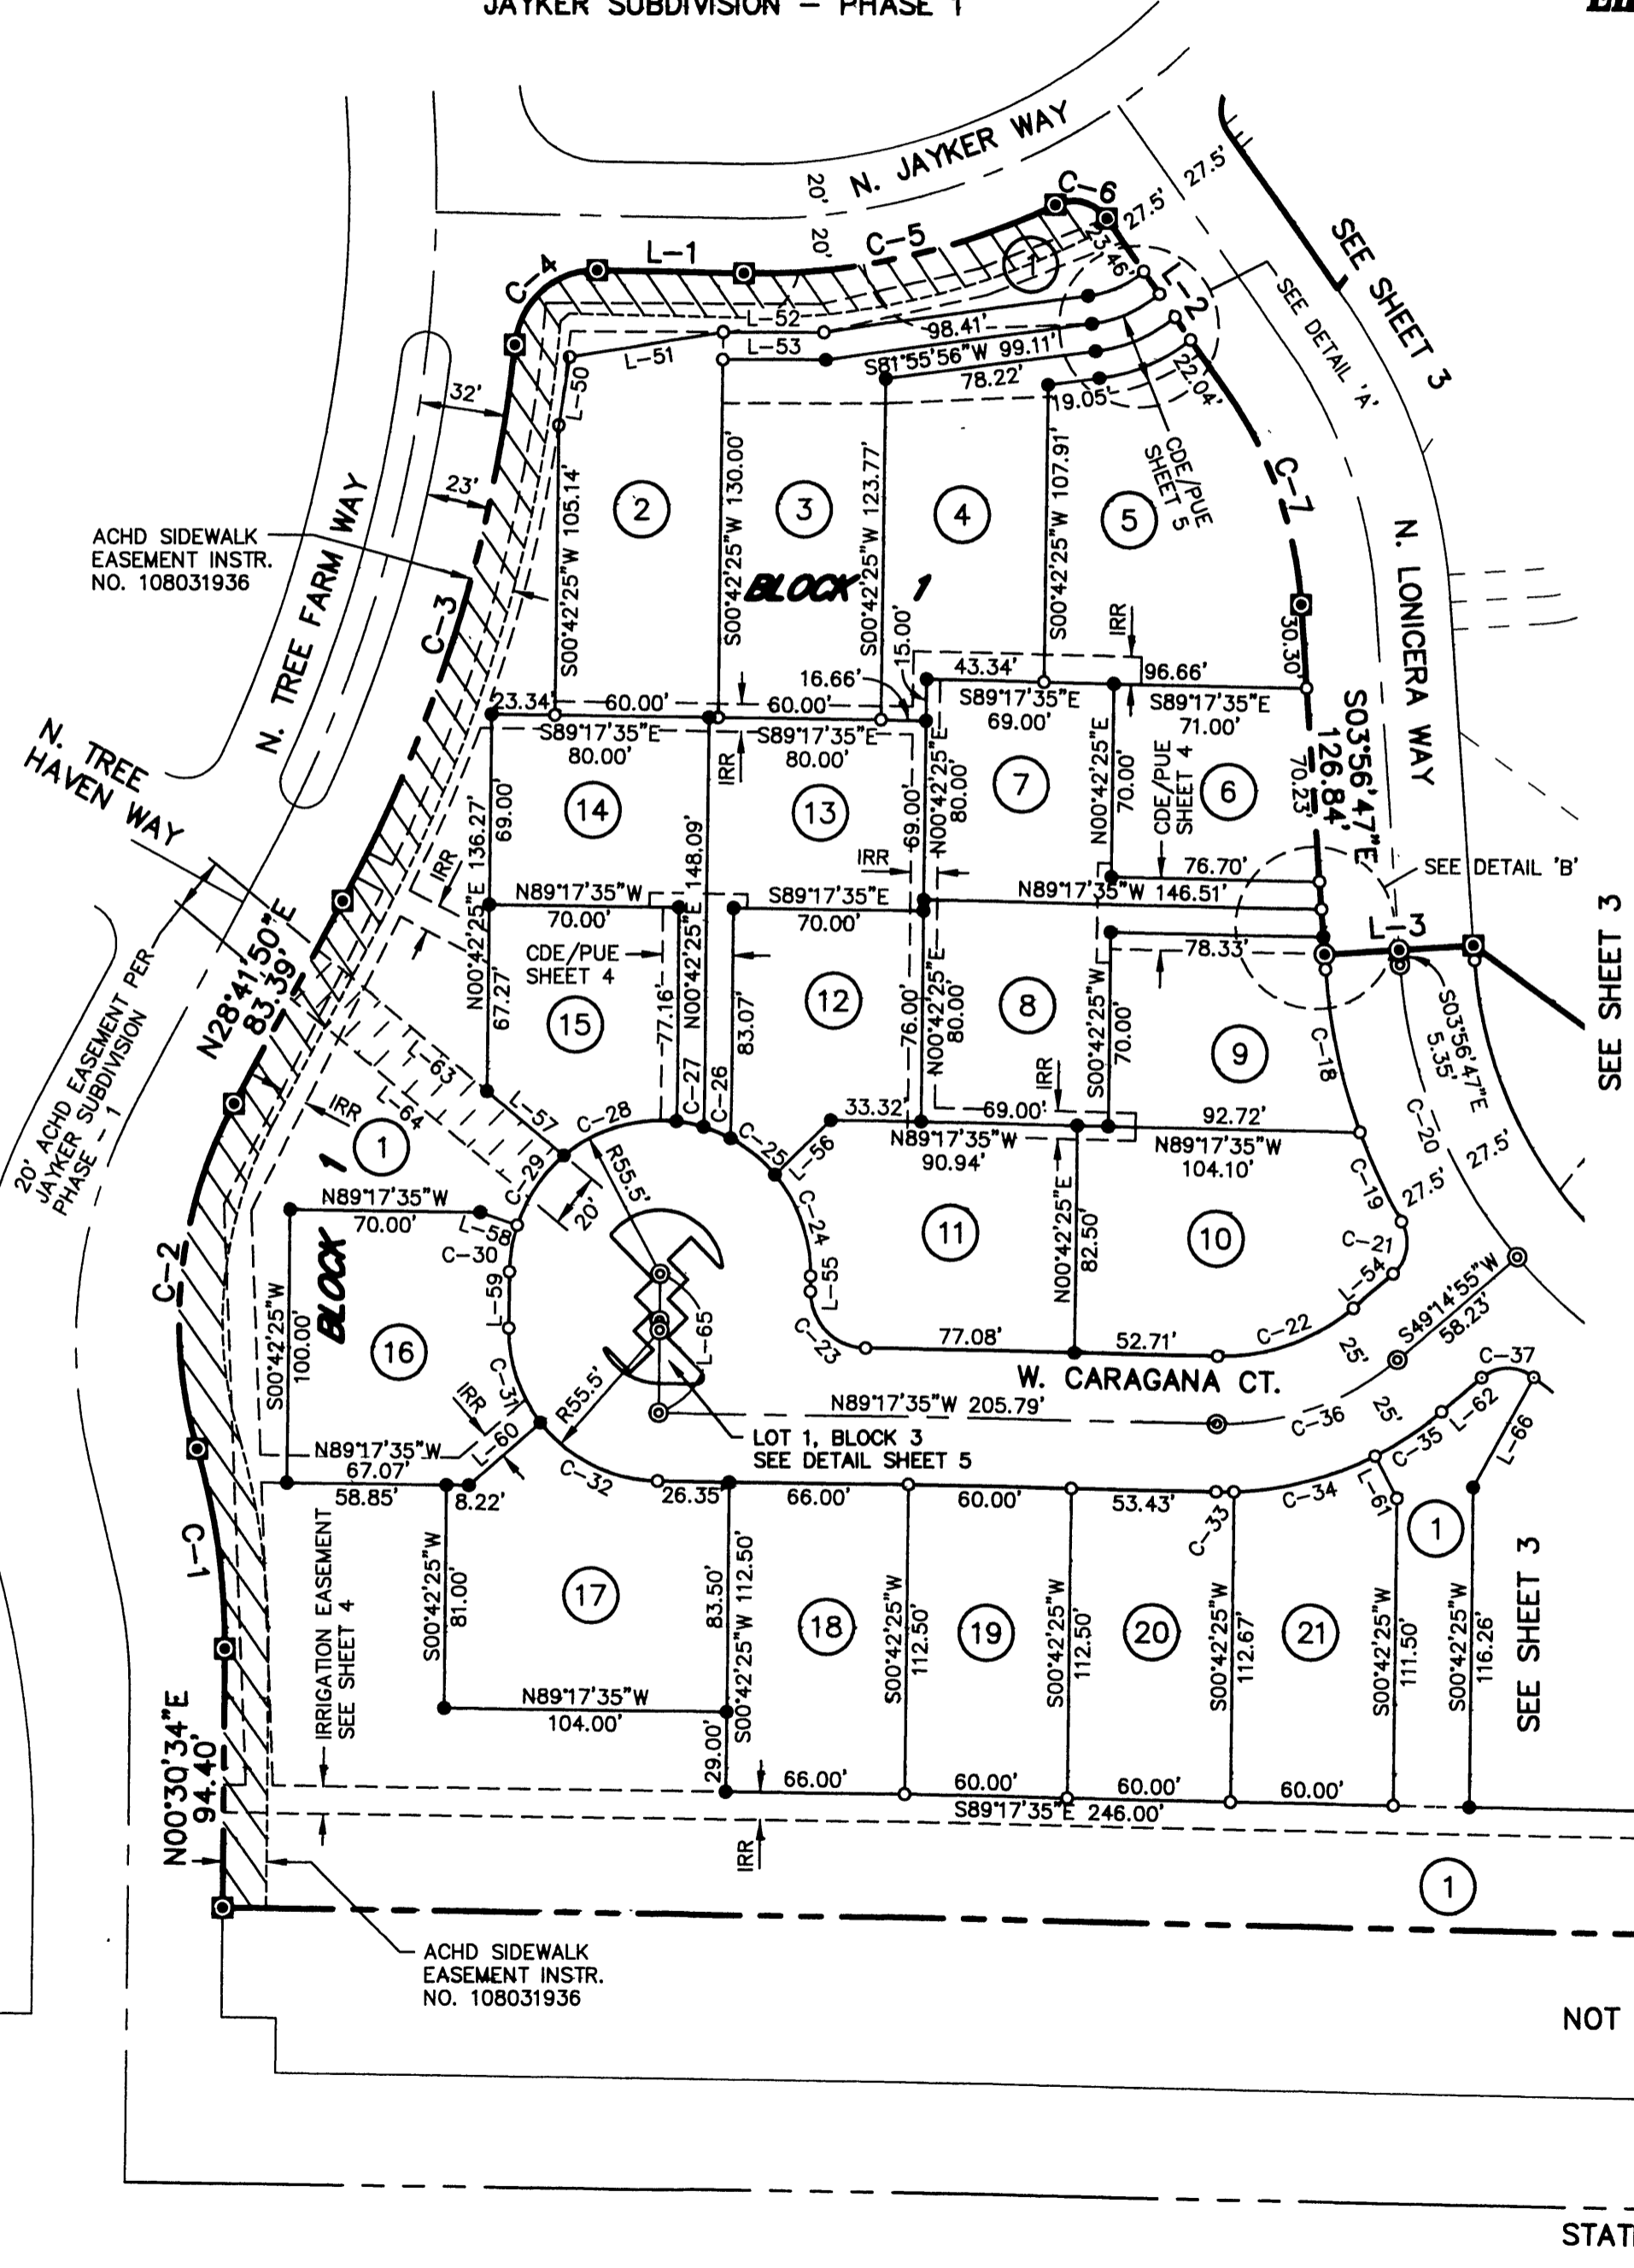 JAYKER SUBDIVISION – PHASE 1
N. JAYKER WAY
20'
20'
27.5'
27.5'
C-6
C-5
L-1
C-4
1
23.46'
L-2
SEE SHEET 3
SEE DETAIL 'A'
L-52
98.41'
L-51
L-53
S81°55'56"W 99.11'
78.22'
22.04'
L-50
19.05'
32'
CDE/PUE
SHEET 5
C-7
23'
S00°42'25"W 105.14'
2
S00°42'25"W 130.00'
3
S00°42'25"W 123.77'
4
S00°42'25"W 107.91'
5
ACHD SIDEWALK
EASEMENT INSTR.
NO. 108031936
N. TREE FARM WAY
C-3
BLOCK 1
N. LONICERA WAY
15.00'
IRR
30.30'
43.34'
96.66'
16.66'
S89°17'35"E
69.00'
S89°17'35"E
71.00'
23.34'
60.00'
60.00'
S89°17'35"E
80.00'
S89°17'35"E
80.00'
IRR
S03°56'47"E
126.84'
70.23'
N. TREE
HAVEN WAY
14
13
7
6
N00°42'25"E
70.00'
CDE/PUE
SHEET 4
N00°42'25"E 136.27'
69.00'
69.00'
N00°42'25"E
80.00'
IRR
IRR
76.70'
SEE DETAIL 'B'
N89°17'35"W
70.00'
S89°17'35"E
70.00'
N89°17'35"W 146.51'
L-3
78.33'
SEE SHEET 3
N28°41'50"E
83.39'
CDE/PUE
SHEET 4
67.27'
15
77.16'
N00°42'25"E 148.09'
83.07'
12
76.00'
N00°42'25"E
80.00'
8
S00°42'25"W
70.00'
9
C-18
S03°56'47"E
5.35'
C-20
20' ACHD EASEMENT PER
JAYKER SUBDIVISION
PHASE - 1
L-63
L-64
L-57
C-28
C-27
C-26
C-25
IRR
33.32'
69.00'
92.72'
N89°17'35"W
90.94'
N89°17'35"W
104.10'
L-56
IRR
1
BLOCK 1
C-29
R55.5'
20'
C-24
C-19
27.5'
27.5'
N89°17'35"W
70.00'
L-58
C-30
11
N00°42'25"E
82.50'
10
C-21
L-54
L-55
C-2
S00°42'25"W
100.00'
L-59
L-65
C-23
77.08'
52.71'
C-22
25'
S49°14'55"W
58.23'
16
C-31
R55.5'
W. CARAGANA CT.
C-37
IRR
N89°17'35"W 205.79'
C-36
25'
L-62
L-66
LOT 1, BLOCK 3
SEE DETAIL SHEET 5
N89°17'35"W
67.07'
L-60
C-35
58.85'
8.22'
C-32
26.35'
66.00'
60.00'
53.43'
C-33
C-34
L-61
1
C-1
IRRIGATION EASEMENT
SEE SHEET 4
S00°42'25"W
81.00'
17
83.50'
S00°42'25"W 112.50'
18
S00°42'25"W
112.50'
19
S00°42'25"W
112.50'
20
S00°42'25"W
112.67'
21
S00°42'25"W
111.50'
S00°42'25"W
116.26'
SEE SHEET 3
N89°17'35"W
104.00'
29.00'
N00°30'34"E
94.40'
66.00'
60.00'
60.00'
60.00'
S89°17'35"E 246.00'
IRR
1
ACHD SIDEWALK
EASEMENT INSTR.
NO. 108031936
NOT